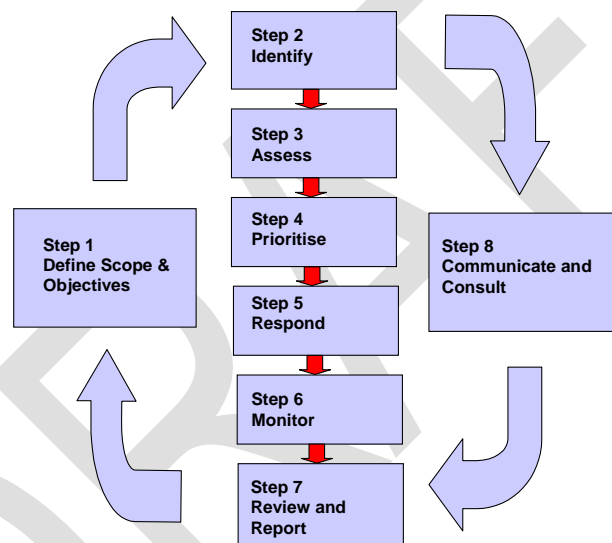 Step 2
Identify
Step 3
Assess
Step 4
Prioritise
Step 1
Define Scope &
Objectives
Step 8
Communicate and
Consult
Step 5
Respond
Step 6
Monitor
Step 7
Review and
Report